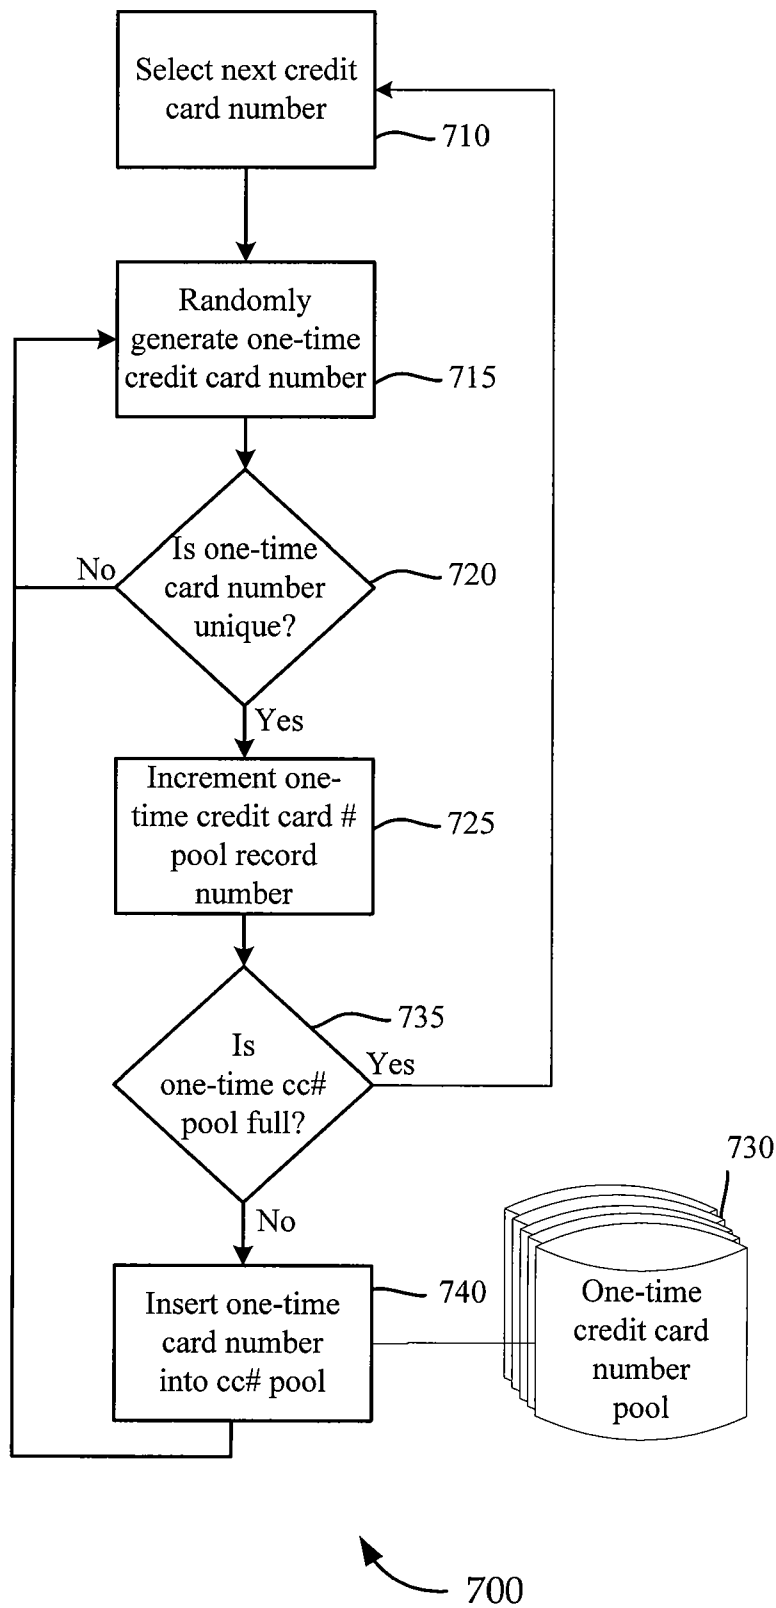 Select next credit
card number
710
Randomly
generate one-time
credit card number
715
Is one-time
card number
unique?
720
No
Yes
Increment one-
time credit card #
pool record
number
725
Is
one-time cc#
pool full?
735
Yes
No
730
Insert one-time
card number
into cc# pool
740
One-time
credit card
number
pool
700